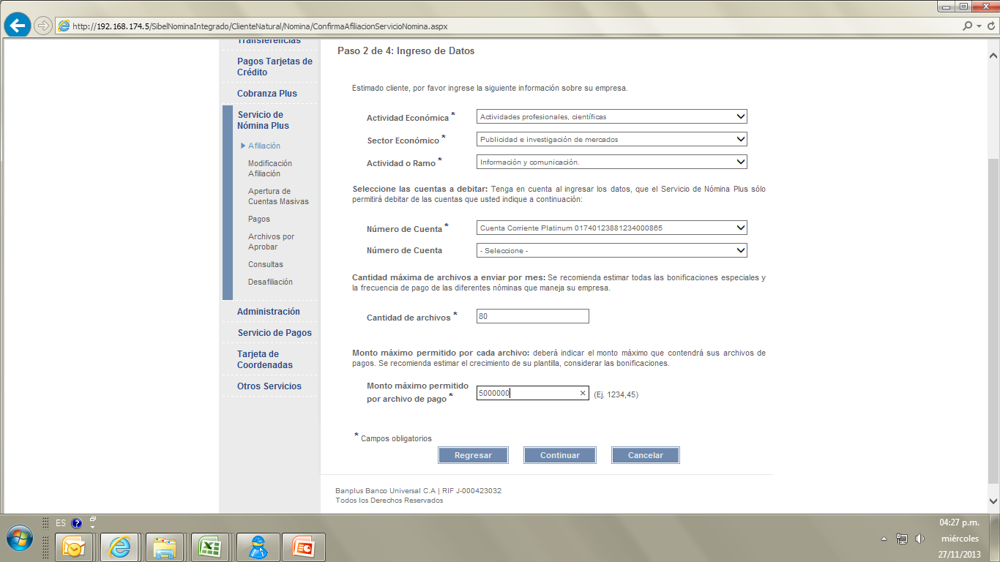 http://192.168.174.5/SibelNominaIntegrado/ClienteNatural/Nomina/ConfirmaAfiliacionServicioNomina.aspx
Transferencias
Pagos Tarjetas de
Crédito
Cobranza Plus
Servicio de
Nómina Plus
Afiliación
Modificación
Afiliación
Apertura de
Cuentas Masivas
Pagos
Archivos por
Aprobar
Consultas
Desafiliación
Administración
Servicio de Pagos
Tarjeta de
Coordenadas
Otros Servicios
Paso 2 de 4: Ingreso de Datos
Estimado cliente, por favor ingrese la siguiente información sobre su empresa.
Actividad Económica * Actividades profesionales, científicas
Sector Económico * Publicidad e investigación de mercados
Actividad o Ramo * Información y comunicación.
Seleccione las cuentas a debitar: Tenga en cuenta al ingresar los datos, que el Servicio de Nómina Plus sólo
permitirá debitar de las cuentas que usted indique a continuación:
Número de Cuenta * Cuenta Corriente Platinum 01740123881234000865
Número de Cuenta - Seleccione -
Cantidad máxima de archivos a enviar por mes: Se recomienda estimar todas las bonificaciones especiales y
la frecuencia de pago de las diferentes nóminas que maneja su empresa.
Cantidad de archivos * 80
Monto máximo permitido por cada archivo: deberá indicar el monto máximo que contendrá sus archivos de
pagos. Se recomienda estimar el crecimiento de su plantilla, considerar las bonificaciones.
Monto máximo permitido
por archivo de pago * 5000000 (Ej. 1234,45)
* Campos obligatorios
Regresar Continuar Cancelar
Banplus Banco Universal C.A | RIF J-000423032
Todos los Derechos Reservados
ES
04:27 p.m.
miércoles
27/11/2013